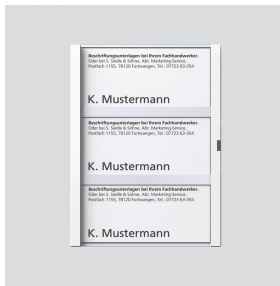 Beschriftungsunterlagen bei Ihrem Fachhandwerker.
Oder bei S. Siedle & Söhne, Abt. Marketing-Service,
Postfach 1155, 78120 Furtwangen, Tel.: 07723 63-354
K. Mustermann
Beschriftungsunterlagen bei Ihrem Fachhandwerker.
Oder bei S. Siedle & Söhne, Abt. Marketing-Service,
Postfach 1155, 78120 Furtwangen, Tel.: 07723 63-354
K. Mustermann
Beschriftungsunterlagen bei Ihrem Fachhandwerker.
Oder bei S. Siedle & Söhne, Abt. Marketing-Service,
Postfach 1155, 78120 Furtwangen, Tel.: 07723 63-354
K. Mustermann